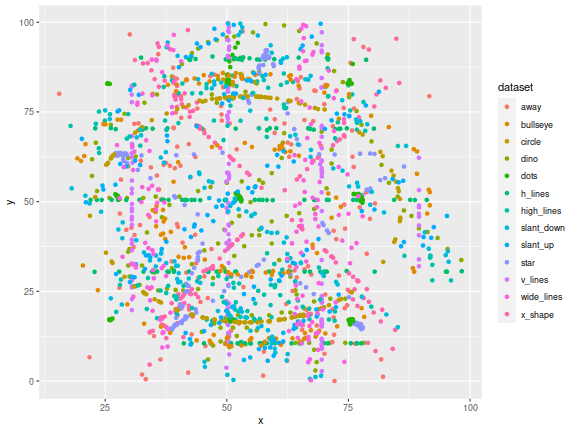 100
75
50
25
0
y
25
50
75
100
x
dataset
away
bullseye
circle
dino
dots
h_lines
high_lines
slant_down
slant_up
star
v_lines
wide_lines
x_shape